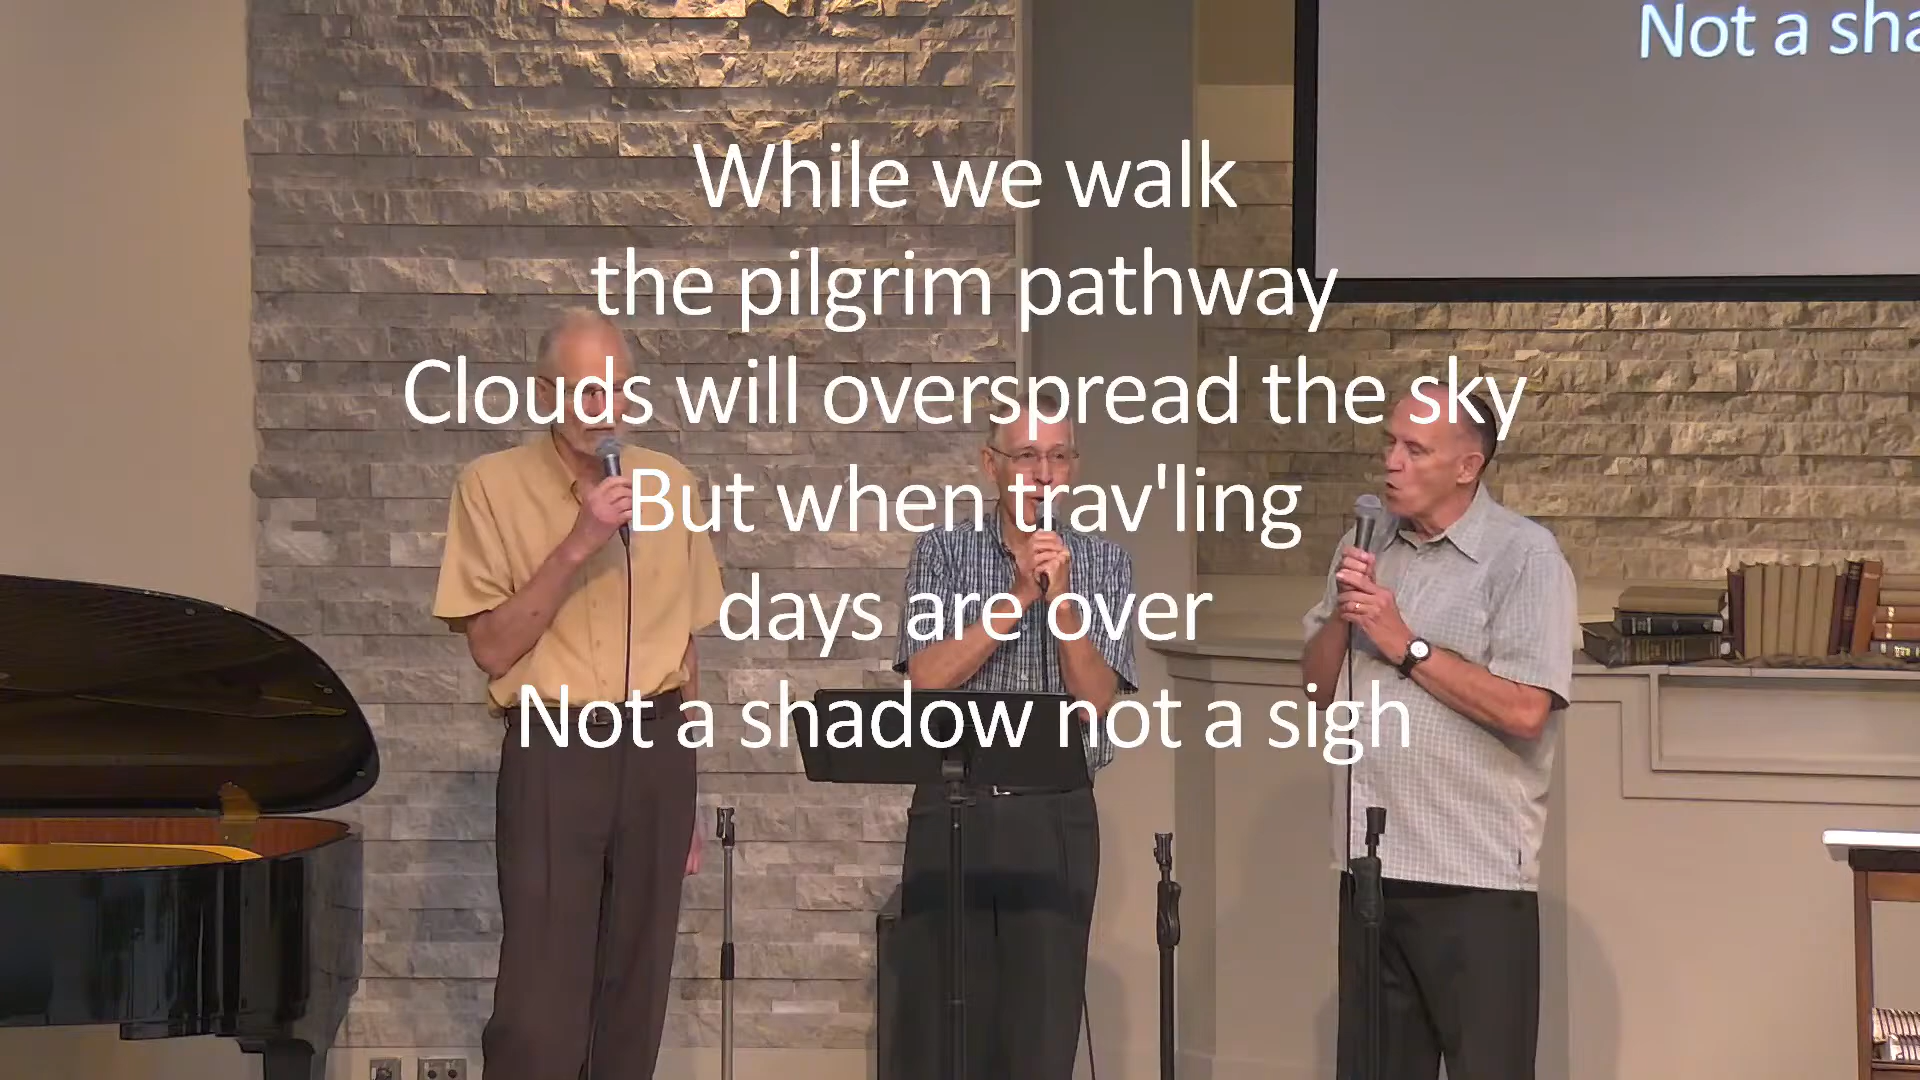 Not a sha
While we walk
the pilgrim pathway
Clouds will overspread the sky
But when trav'ling
days are over
Not a shadow not a sigh